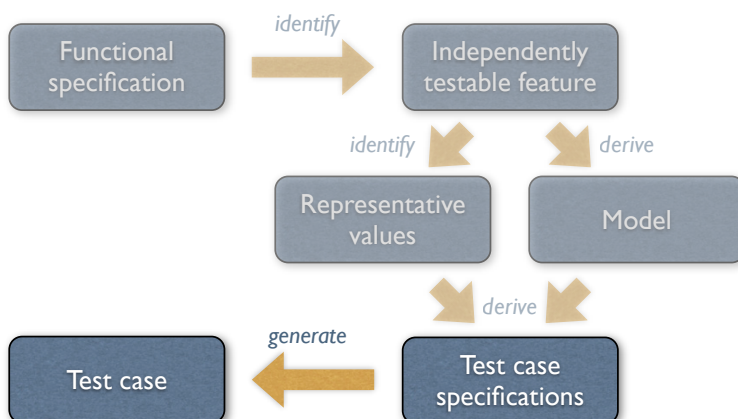 identify
Functional
specification
Independently
testable feature
identify
derive
Representative
values
Model
derive
generate
Test case
Test case
specifications